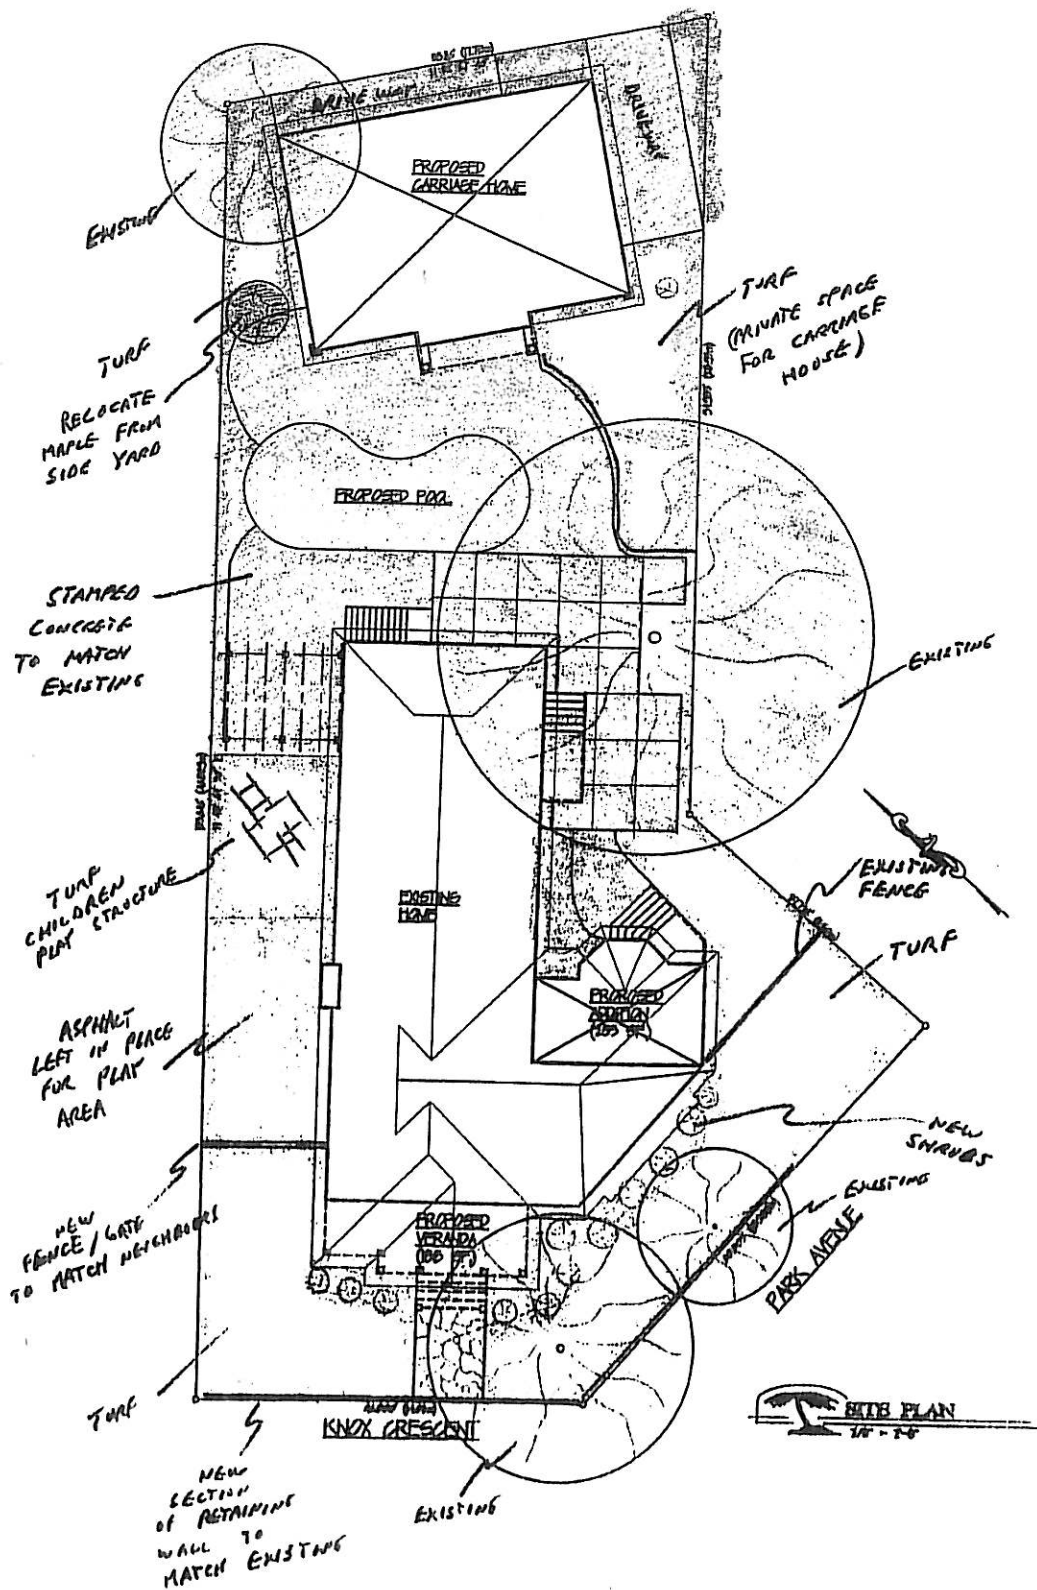 DRIVE WAY
DRIVEWAY
PROPOSED
CARRIAGE HOME
EXISTING
TURF
(PRIVATE SPACE
FOR CARRIAGE
HOUSE)
TURF
RELOCATE
MAPLE FROM
SIDE YARD
PROPOSED POOL
STAMPED
CONCRETE
TO MATCH
EXISTING
EXISTING
TURF
CHILDREN
PLAY STRUCTURE
EXISTING
HOME
EXISTING
FENCE
TURF
PROPOSED
ADDITION
ASPHALT
LEFT IN PLACE
FOR PLAY
AREA
NEW
SHRUBS
EXISTING
NEW
FENCE/GATE
TO MATCH NEIGHBOURS
PROPOSED
VERANDA
PARK AVENUE
TURF
KNOX CRESCENT
SITE PLAN
NEW
SECTION
OF RETAINING
WALL TO
MATCH EXISTING
EXISTING